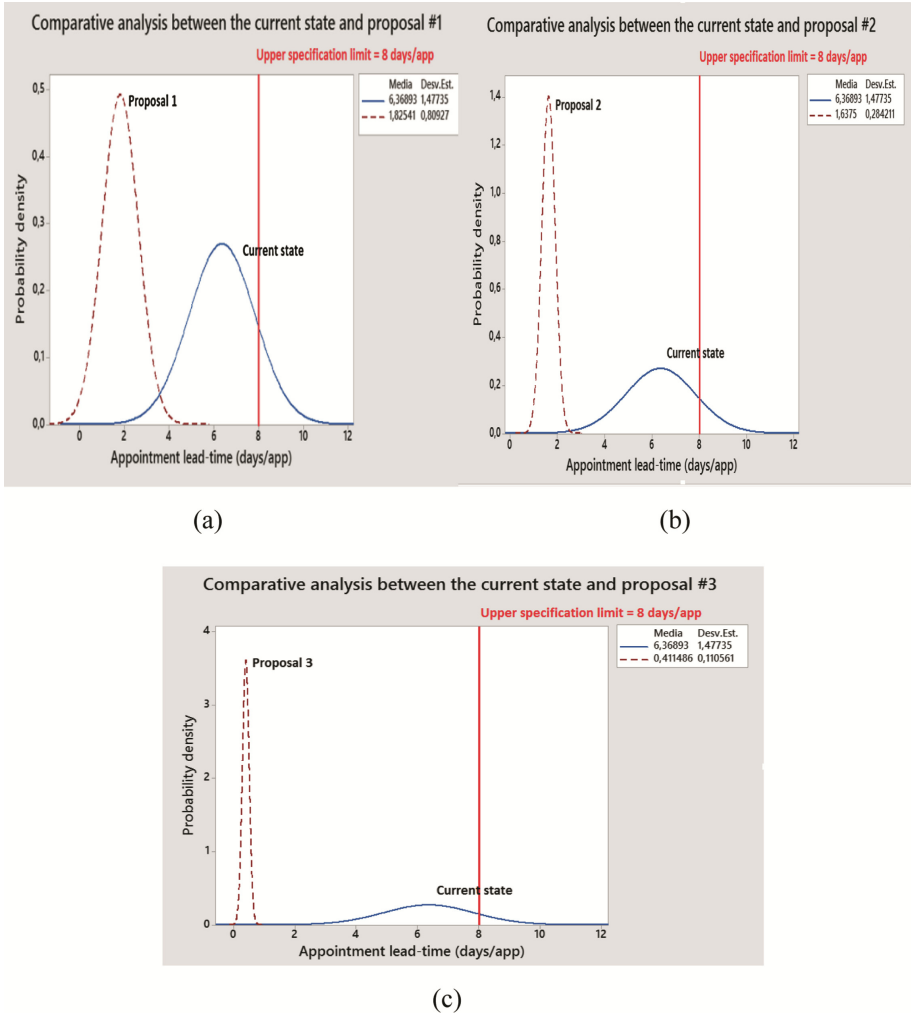 Comparative analysis between the current state and proposal #1
Upper specification limit = 8 days/app
Media Desv.Est.
6,36893 1,47735
1,82541 0,80927
Proposal 1
Current state
0,5
0,4
0,3
0,2
0,1
0,0
Probability density
0 2 4 6 8 10 12
Appointment lead-time (days/app)
(a)
Comparative analysis between the current state and proposal #2
Upper specification limit = 8 days/app
Media Desv.Est.
6,36893 1,47735
1,6375 0,284211
Proposal 2
Current state
1,4
1,2
1,0
0,8
0,6
0,4
0,2
0,0
Probability density
0 2 4 6 8 10 12
Appointment lead-time (days/app)
(b)
Comparative analysis between the current state and proposal #3
Upper specification limit = 8 days/app
Media Desv.Est.
6,36893 1,47735
0,411486 0,110561
Proposal 3
Current state
4
3
2
1
0
Probability density
0 2 4 6 8 10 12
Appointment lead-time (days/app)
(c)